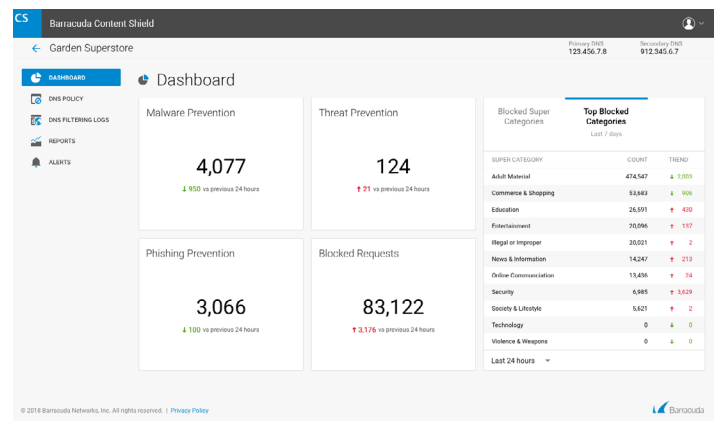 CS
Barracuda Content Shield
Garden Superstore
Primary DNS
123.456.7.8
Secondary DNS
912.345.6.7
DASHBOARD
DNS POLICY
DNS FILTERING LOGS
REPORTS
ALERTS
Dashboard
Malware Prevention
4,077
↓ 950 vs previous 24 hours
Threat Prevention
124
↑ 21 vs previous 24 hours
Phishing Prevention
3,066
↓ 100 vs previous 24 hours
Blocked Requests
83,122
↑ 3,176 vs previous 24 hours
Blocked Super
Categories
Top Blocked
Categories
Last 7 days
SUPER CATEGORY COUNT TREND
Adult Material 474,547 ↓ 2,003
Commerce & Shopping 53,683 ↓ 906
Education 26,591 ↑ 430
Entertainment 20,096 ↑ 137
Illegal or Improper 20,021 ↑ 2
News & Information 14,247 ↑ 213
Online Communciation 13,436 ↑ 24
Security 6,985 ↑ 3,629
Society & Lifestyle 5,621 ↑ 2
Technology 0 ↓ 0
Violence & Weapons 0 ↓ 0
Last 24 hours
© 2018 Barracuda Networks, Inc. All rights reserved. | Privacy Policy
Barracuda